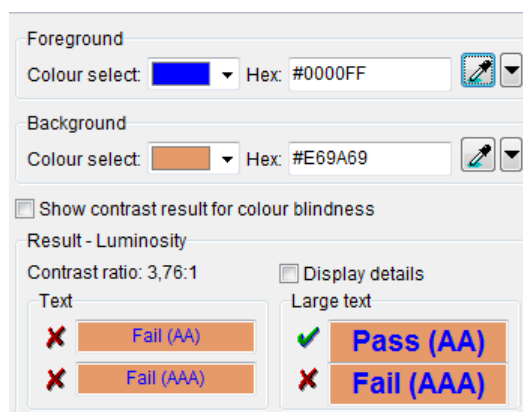 Foreground
Colour select: Hex: #0000FF
Background
Colour select: Hex: #E69A69
Show contrast result for colour blindness
Result - Luminosity
Contrast ratio: 3,76:1 Display details
Text Large text
Fail (AA) Pass (AA)
Fail (AAA) Fail (AAA)